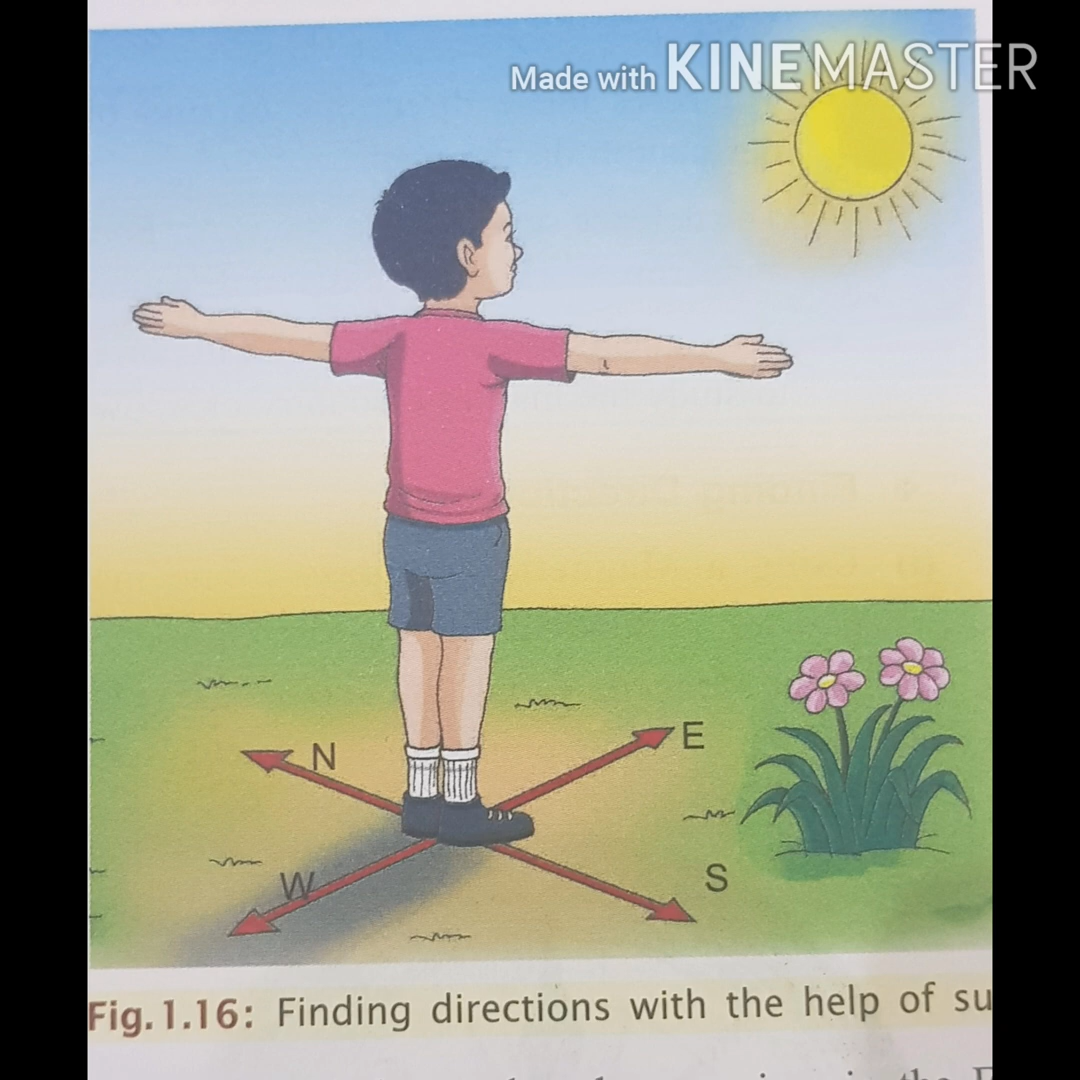 Made with KINEMASTER
N
E
W
S
Fig.1.16: Finding directions with the help of su